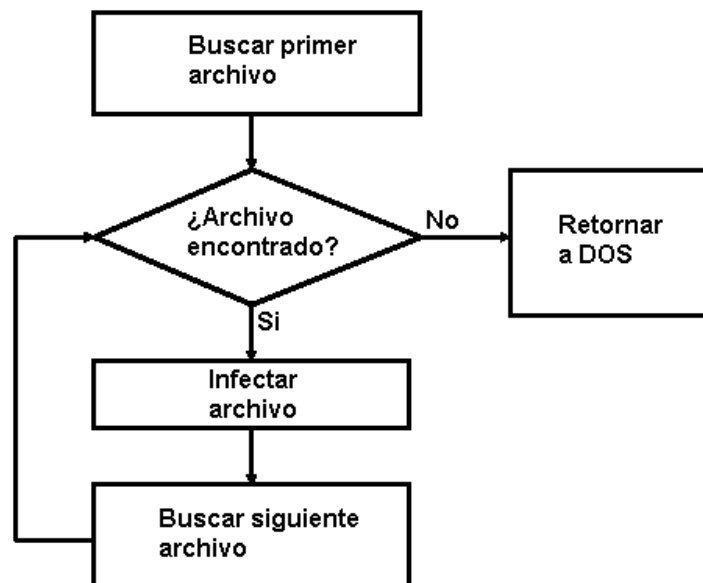 Buscar primer
archivo
¿Archivo
encontrado?
No
Retornar
a DOS
Si
Infectar
archivo
Buscar siguiente
archivo